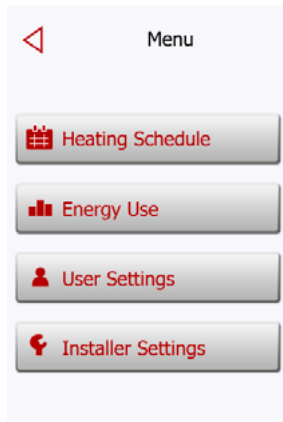 Menu
Heating Schedule
Energy Use
User Settings
Installer Settings